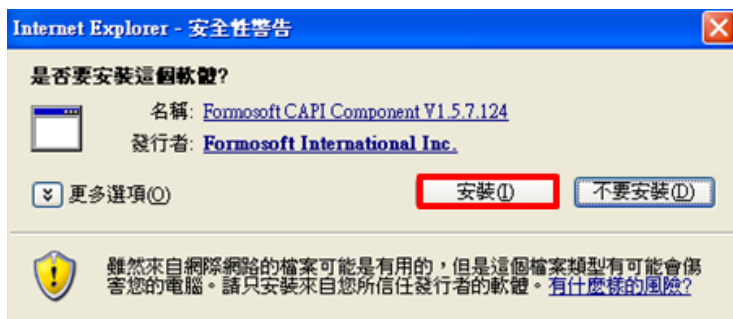 Internet Explorer - 安全性警告
是否要安裝這個軟體?
名稱: Formosoft CAPI Component V1.5.7.124
發行者: Formosoft International Inc.
更多選項(O)
安裝(I)
不要安裝(D)
雖然來自網際網路的檔案可能是有用的，但是這個檔案類型有可能會傷
害您的電腦。請只安裝來自您所信任發行者的軟體。有什麼樣的風險?